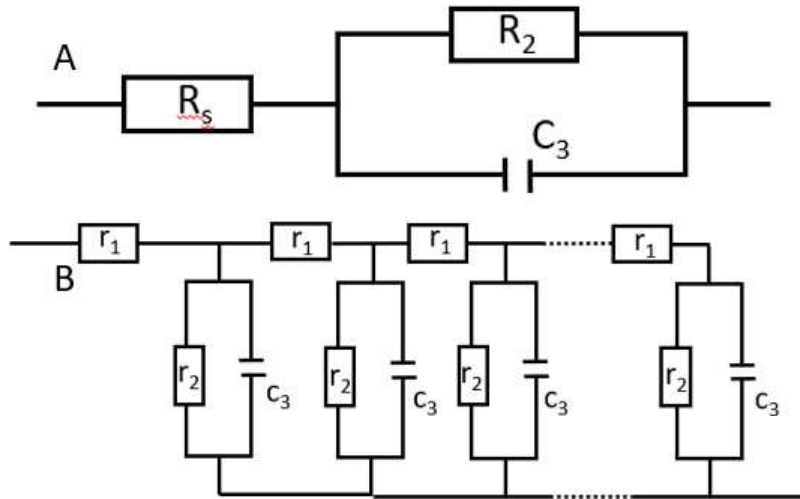 A
R₂
Rₛ
C₃
r₁ r₁ r₁ r₁
B
r₂ c₃ r₂ c₃ r₂ c₃ r₂ c₃